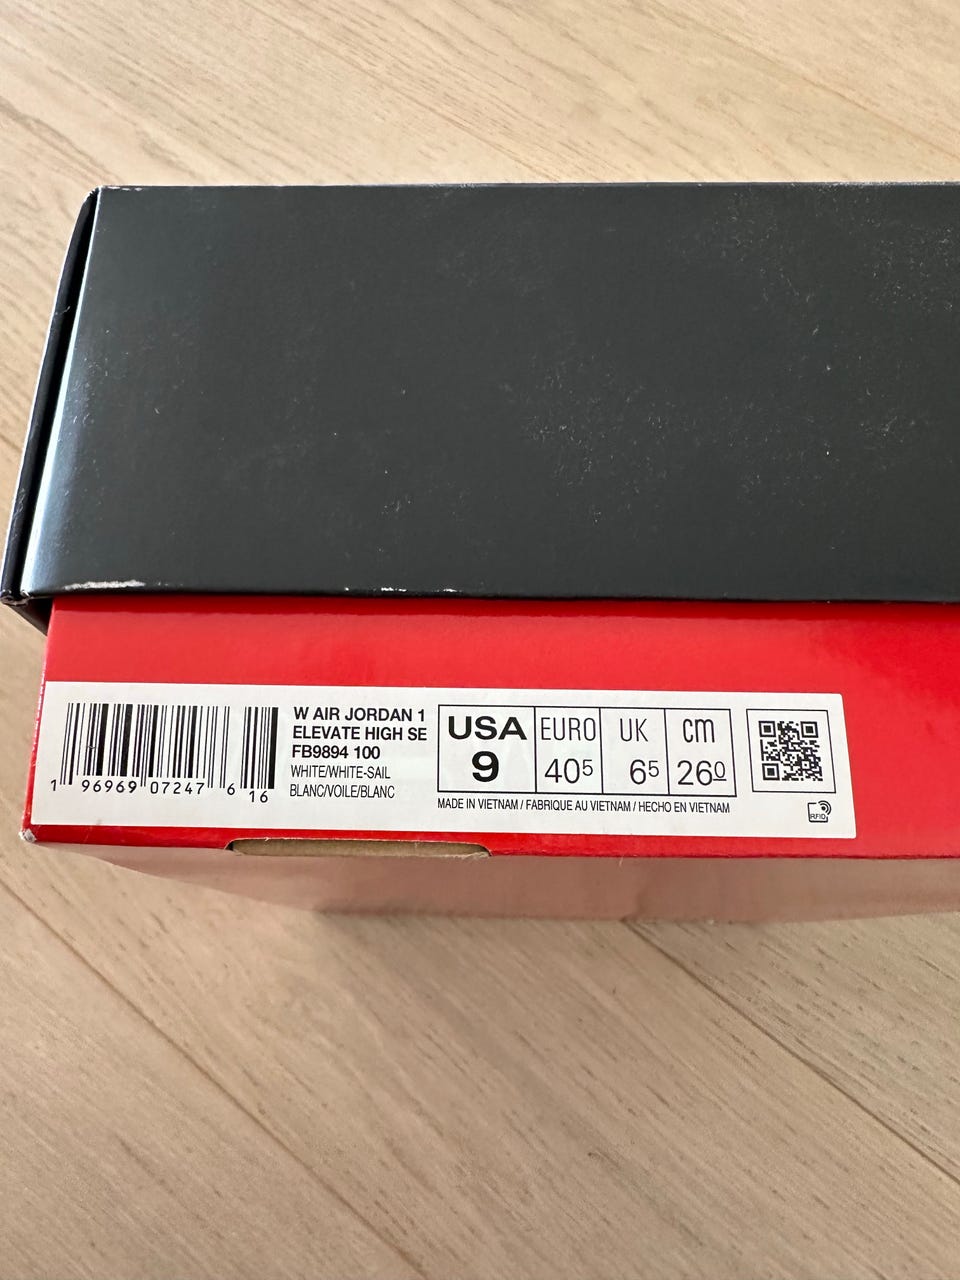 W AIR JORDAN 1
ELEVATE HIGH SE
FB9894 100
WHITE/WHITE-SAIL
BLANC/VOILE/BLANC
1 96969 07247 6 16
USA EURO UK cm
9 40⁵ 6⁵ 26⁰
MADE IN VIETNAM / FABRIQUE AU VIETNAM / HECHO EN VIETNAM
RFID